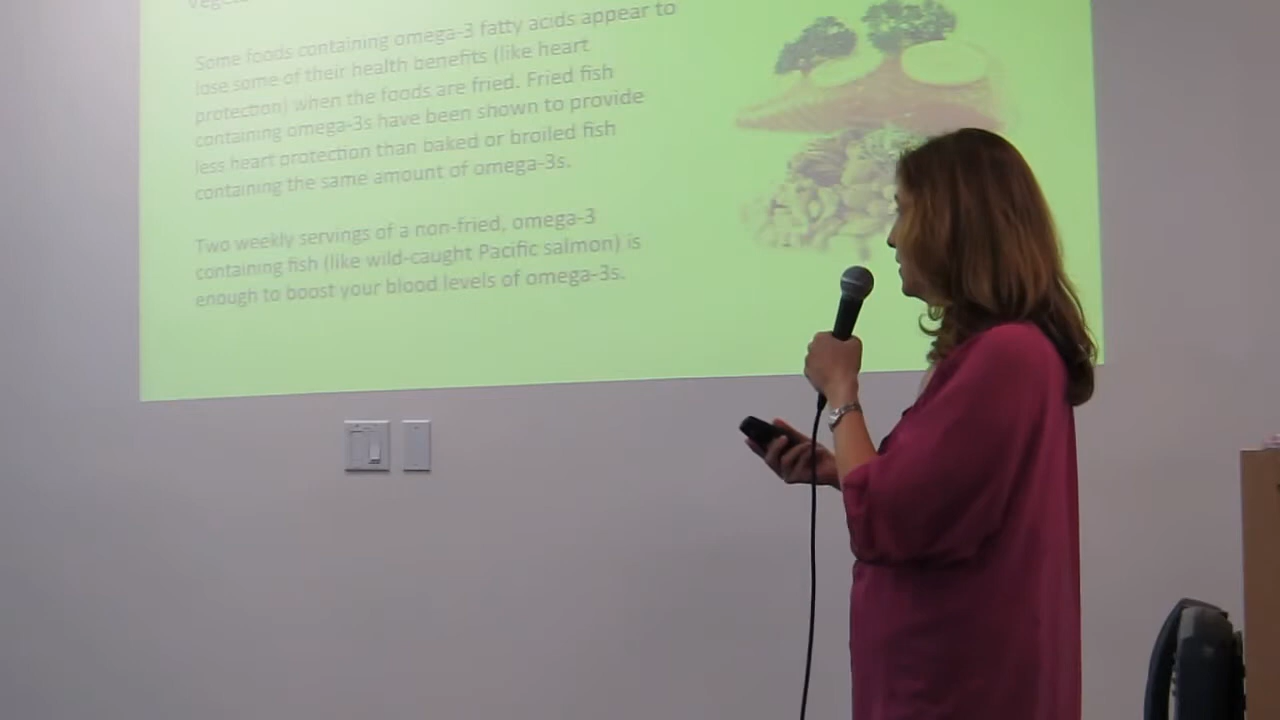 Some foods containing omega-3 fatty acids appear to
lose some of their health benefits (like heart
protection) when the foods are fried. Fried fish
containing omega-3s have been shown to provide
less heart protection than baked or broiled fish
containing the same amount of omega-3s.
Two weekly servings of a non-fried, omega-3
containing fish (like wild-caught Pacific salmon) is
enough to boost your blood levels of omega-3s.